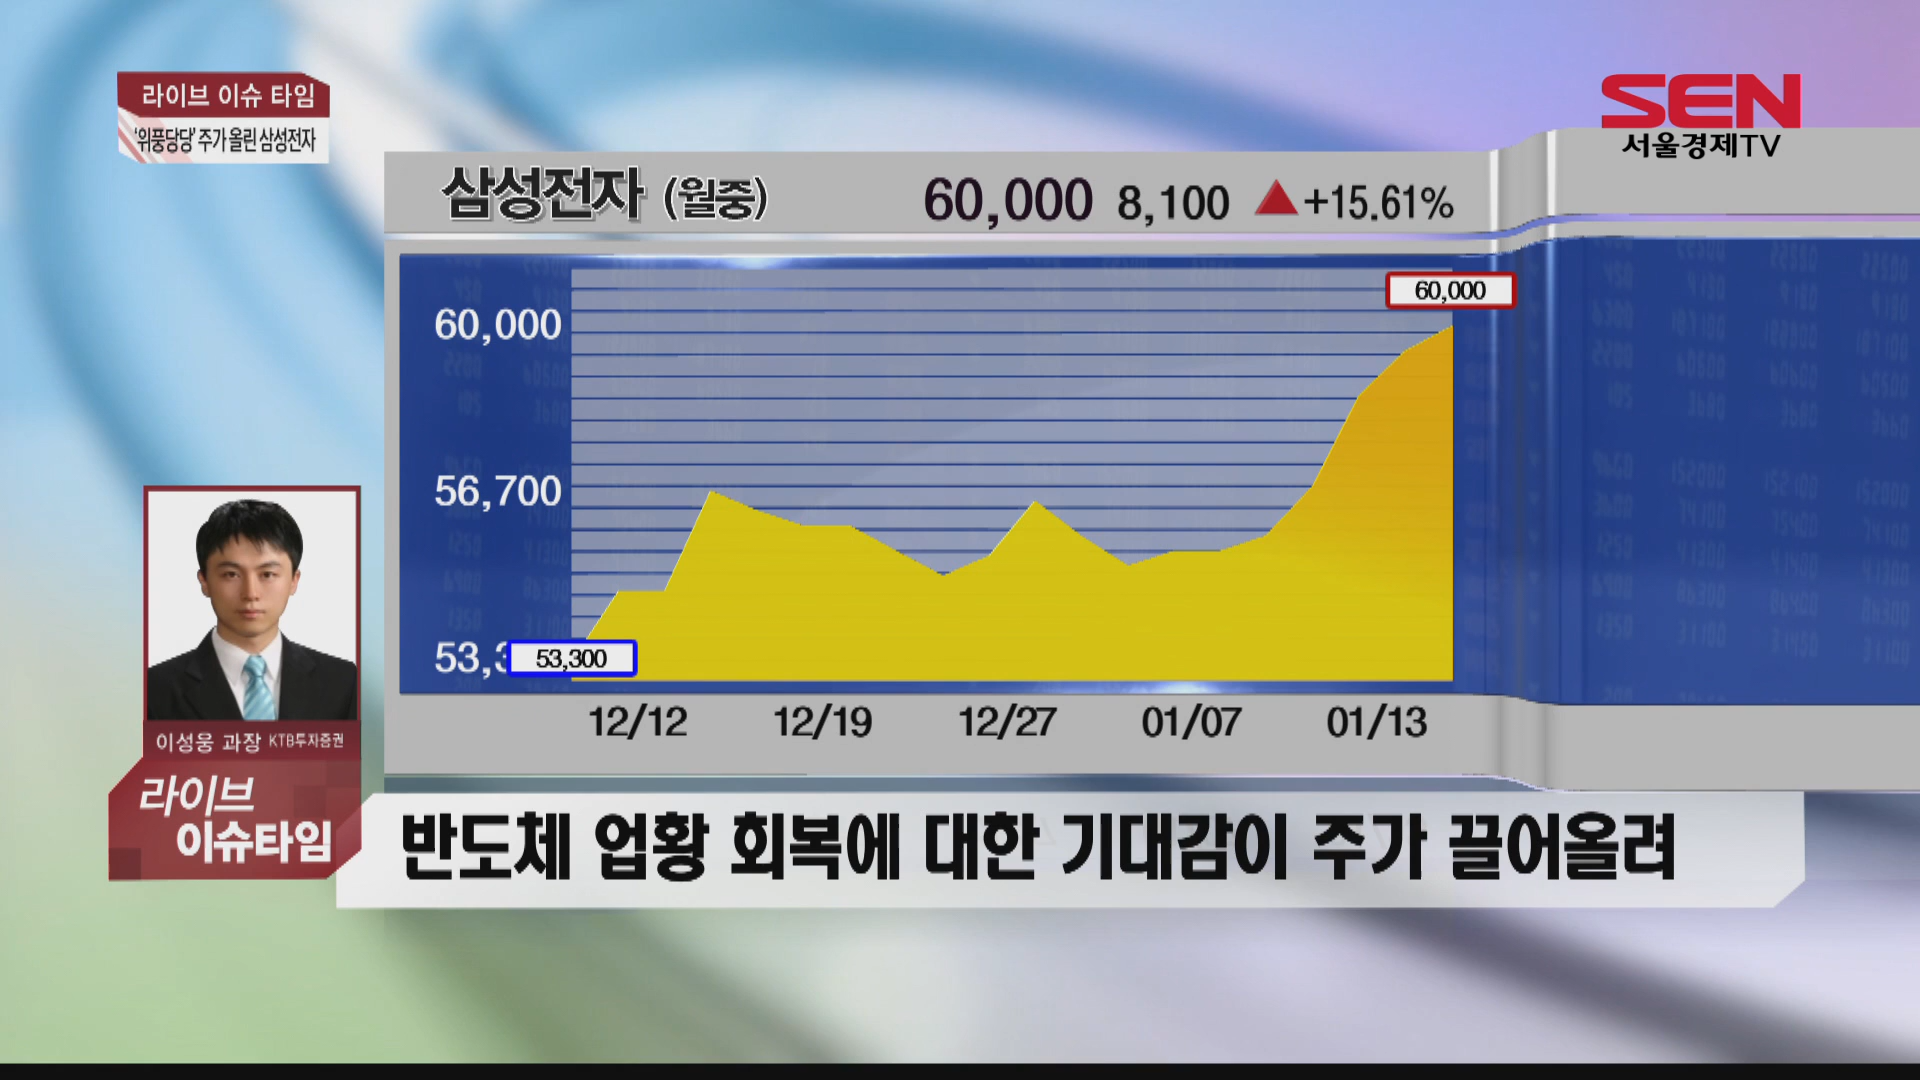 라이브 이슈 타임
'위풍당당' 주가 올린 삼성전자
SEN
서울경제TV
삼성전자 (월중) 60,000 8,100 ▲+15.61%
60,000
60,000
56,700
53,3
53,300
12/12 12/19 12/27 01/07 01/13
이성웅 과장 KTB투자증권
라이브
이슈타임
반도체 업황 회복에 대한 기대감이 주가 끌어올려